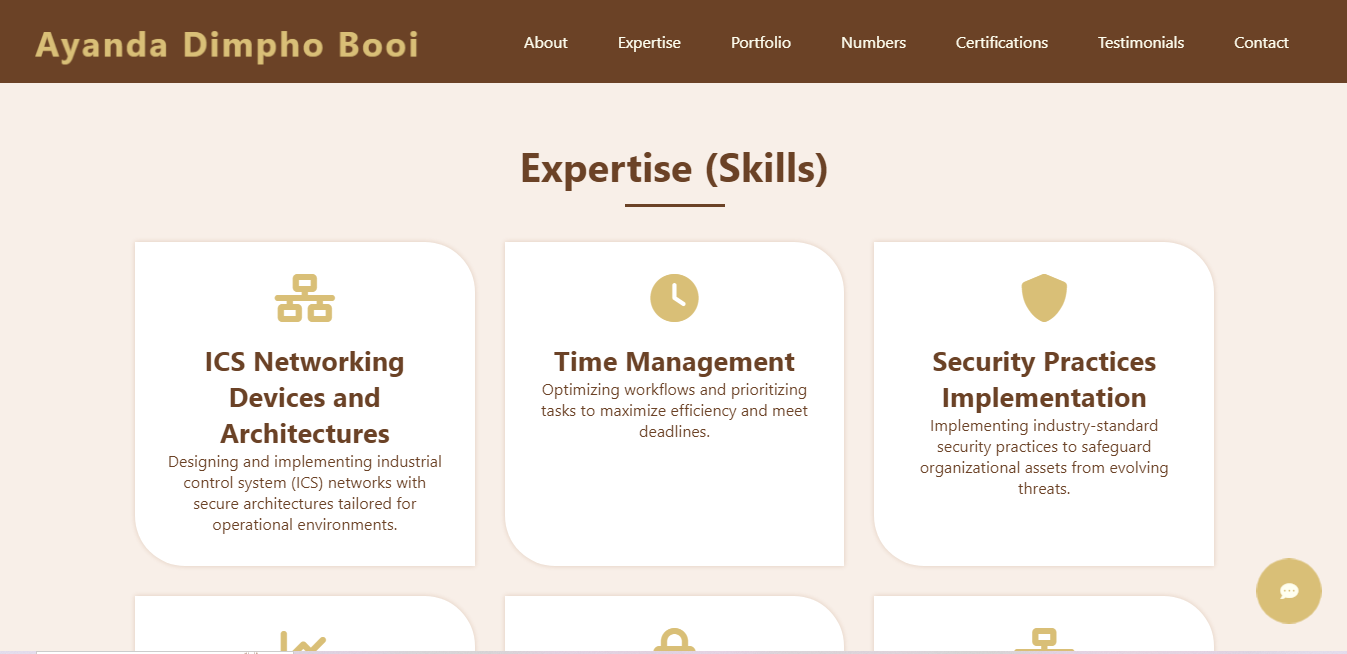 Ayanda Dimpho Booi
About Expertise Portfolio Numbers Certifications Testimonials Contact
Expertise (Skills)
ICS Networking
Devices and
Architectures
Designing and implementing industrial
control system (ICS) networks with
secure architectures tailored for
operational environments.
Time Management
Optimizing workflows and prioritizing
tasks to maximize efficiency and meet
deadlines.
Security Practices
Implementation
Implementing industry-standard
security practices to safeguard
organizational assets from evolving
threats.